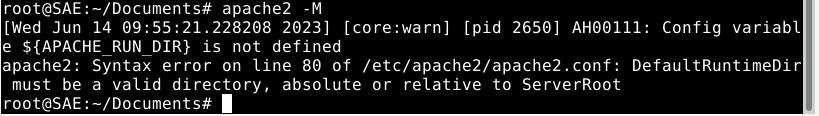 root@SAE:~/Documents# apache2 -M
[Wed Jun 14 09:55:21.228208 2023] [core:warn] [pid 2650] AH00111: Config variabl
e ${APACHE_RUN_DIR} is not defined
apache2: Syntax error on line 80 of /etc/apache2/apache2.conf: DefaultRuntimeDir
 must be a valid directory, absolute or relative to ServerRoot
root@SAE:~/Documents#